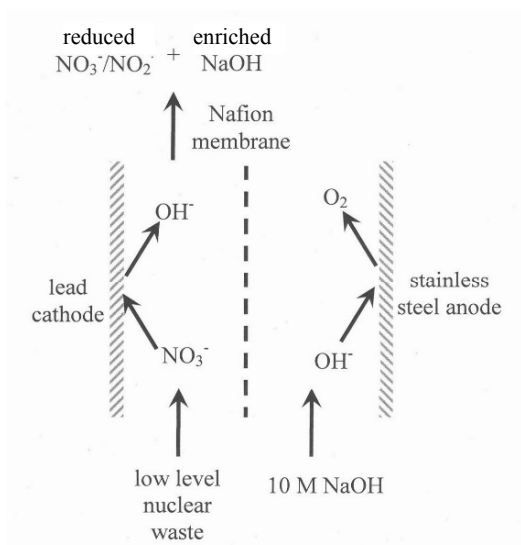 reduced enriched
NO₃⁻/NO₂⁻ + NaOH
Nafion
membrane
OH⁻
O₂
lead
cathode
stainless
steel anode
NO₃⁻
OH⁻
low level
nuclear
waste
10 M NaOH